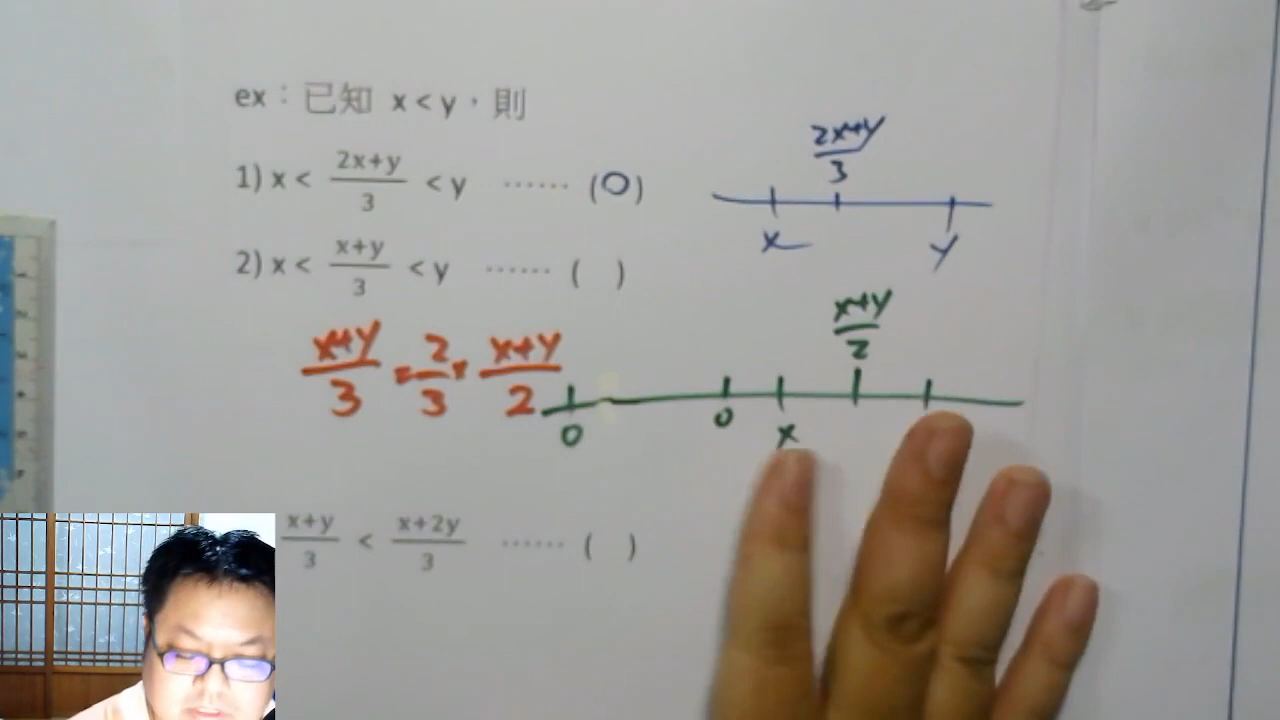 ex：已知 x < y，則
1) x < (2x+y)/3 < y …… (O)
2) x < (x+y)/3 < y …… ( )
(x+y)/3 = 2/3 × (x+y)/2
(x+y)/3 < (x+2y)/3 …… ( )
(2x+y)/3
x y
(x+y)/2
0 0 x